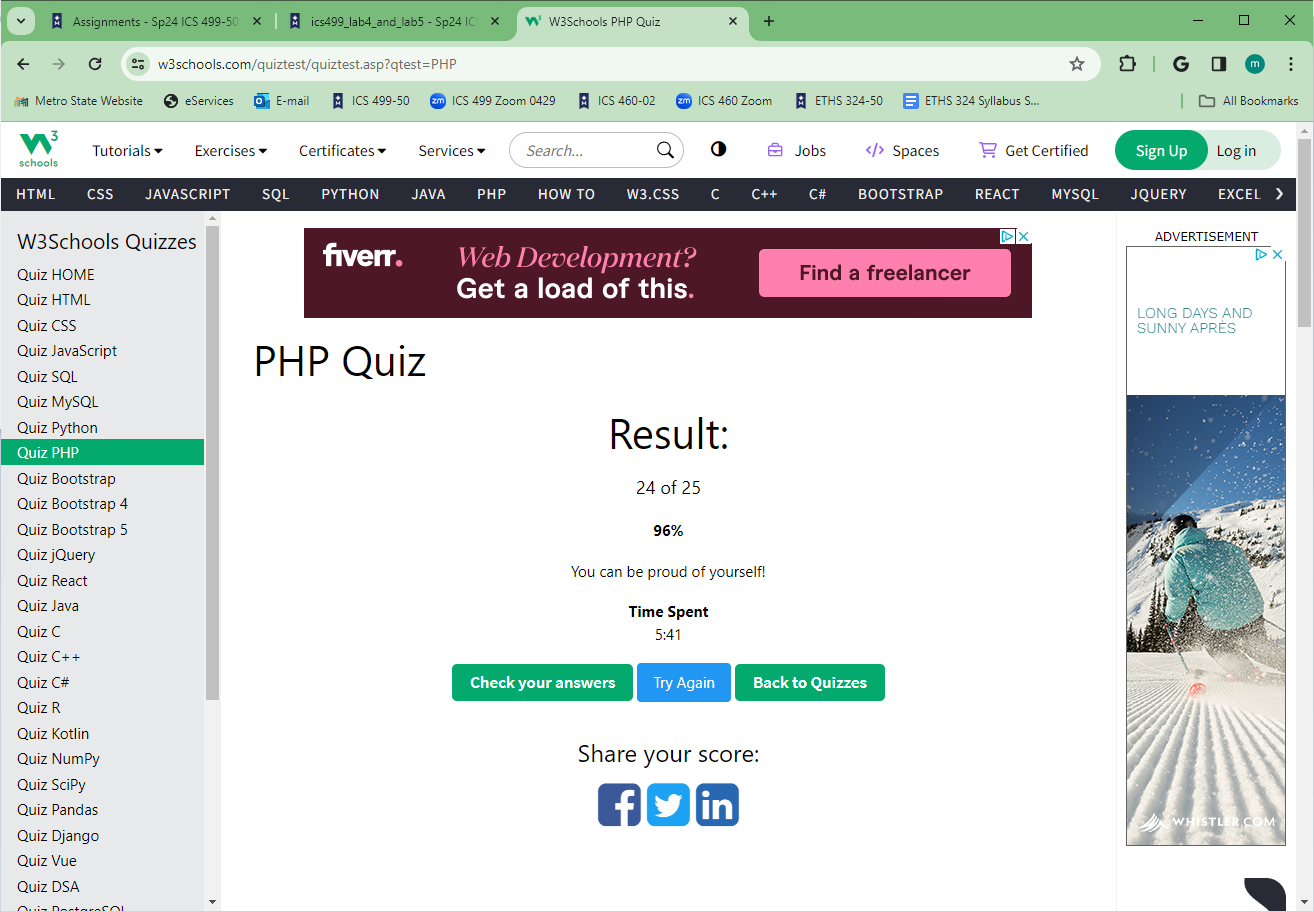 Assignments - Sp24 ICS 499-50
ics499_lab4_and_lab5 - Sp24 IC
W3Schools PHP Quiz
w3schools.com/quiztest/quiztest.asp?qtest=PHP
G
m
Metro State Website
eServices
E-mail
ICS 499-50
zm ICS 499 Zoom 0429
ICS 460-02
zm ICS 460 Zoom
ETHS 324-50
ETHS 324 Syllabus S...
All Bookmarks
W3 schools
Tutorials
Exercises
Certificates
Services
Search...
Jobs
</> Spaces
Get Certified
Sign Up
Log in
HTML CSS JAVASCRIPT SQL PYTHON JAVA PHP HOW TO W3.CSS C C++ C# BOOTSTRAP REACT MYSQL JQUERY EXCEL
W3Schools Quizzes
Quiz HOME
Quiz HTML
Quiz CSS
Quiz JavaScript
Quiz SQL
Quiz MySQL
Quiz Python
Quiz PHP
Quiz Bootstrap
Quiz Bootstrap 4
Quiz Bootstrap 5
Quiz jQuery
Quiz React
Quiz Java
Quiz C
Quiz C++
Quiz C#
Quiz R
Quiz Kotlin
Quiz NumPy
Quiz SciPy
Quiz Pandas
Quiz Django
Quiz Vue
Quiz DSA
Quiz PostgreSQL
fiverr.
Web Development?
Get a load of this.
Find a freelancer
PHP Quiz
Result:
24 of 25
96%
You can be proud of yourself!
Time Spent
5:41
Check your answers
Try Again
Back to Quizzes
Share your score:
f
in
ADVERTISEMENT
LONG DAYS AND
SUNNY APRÈS
WHISTLER.COM